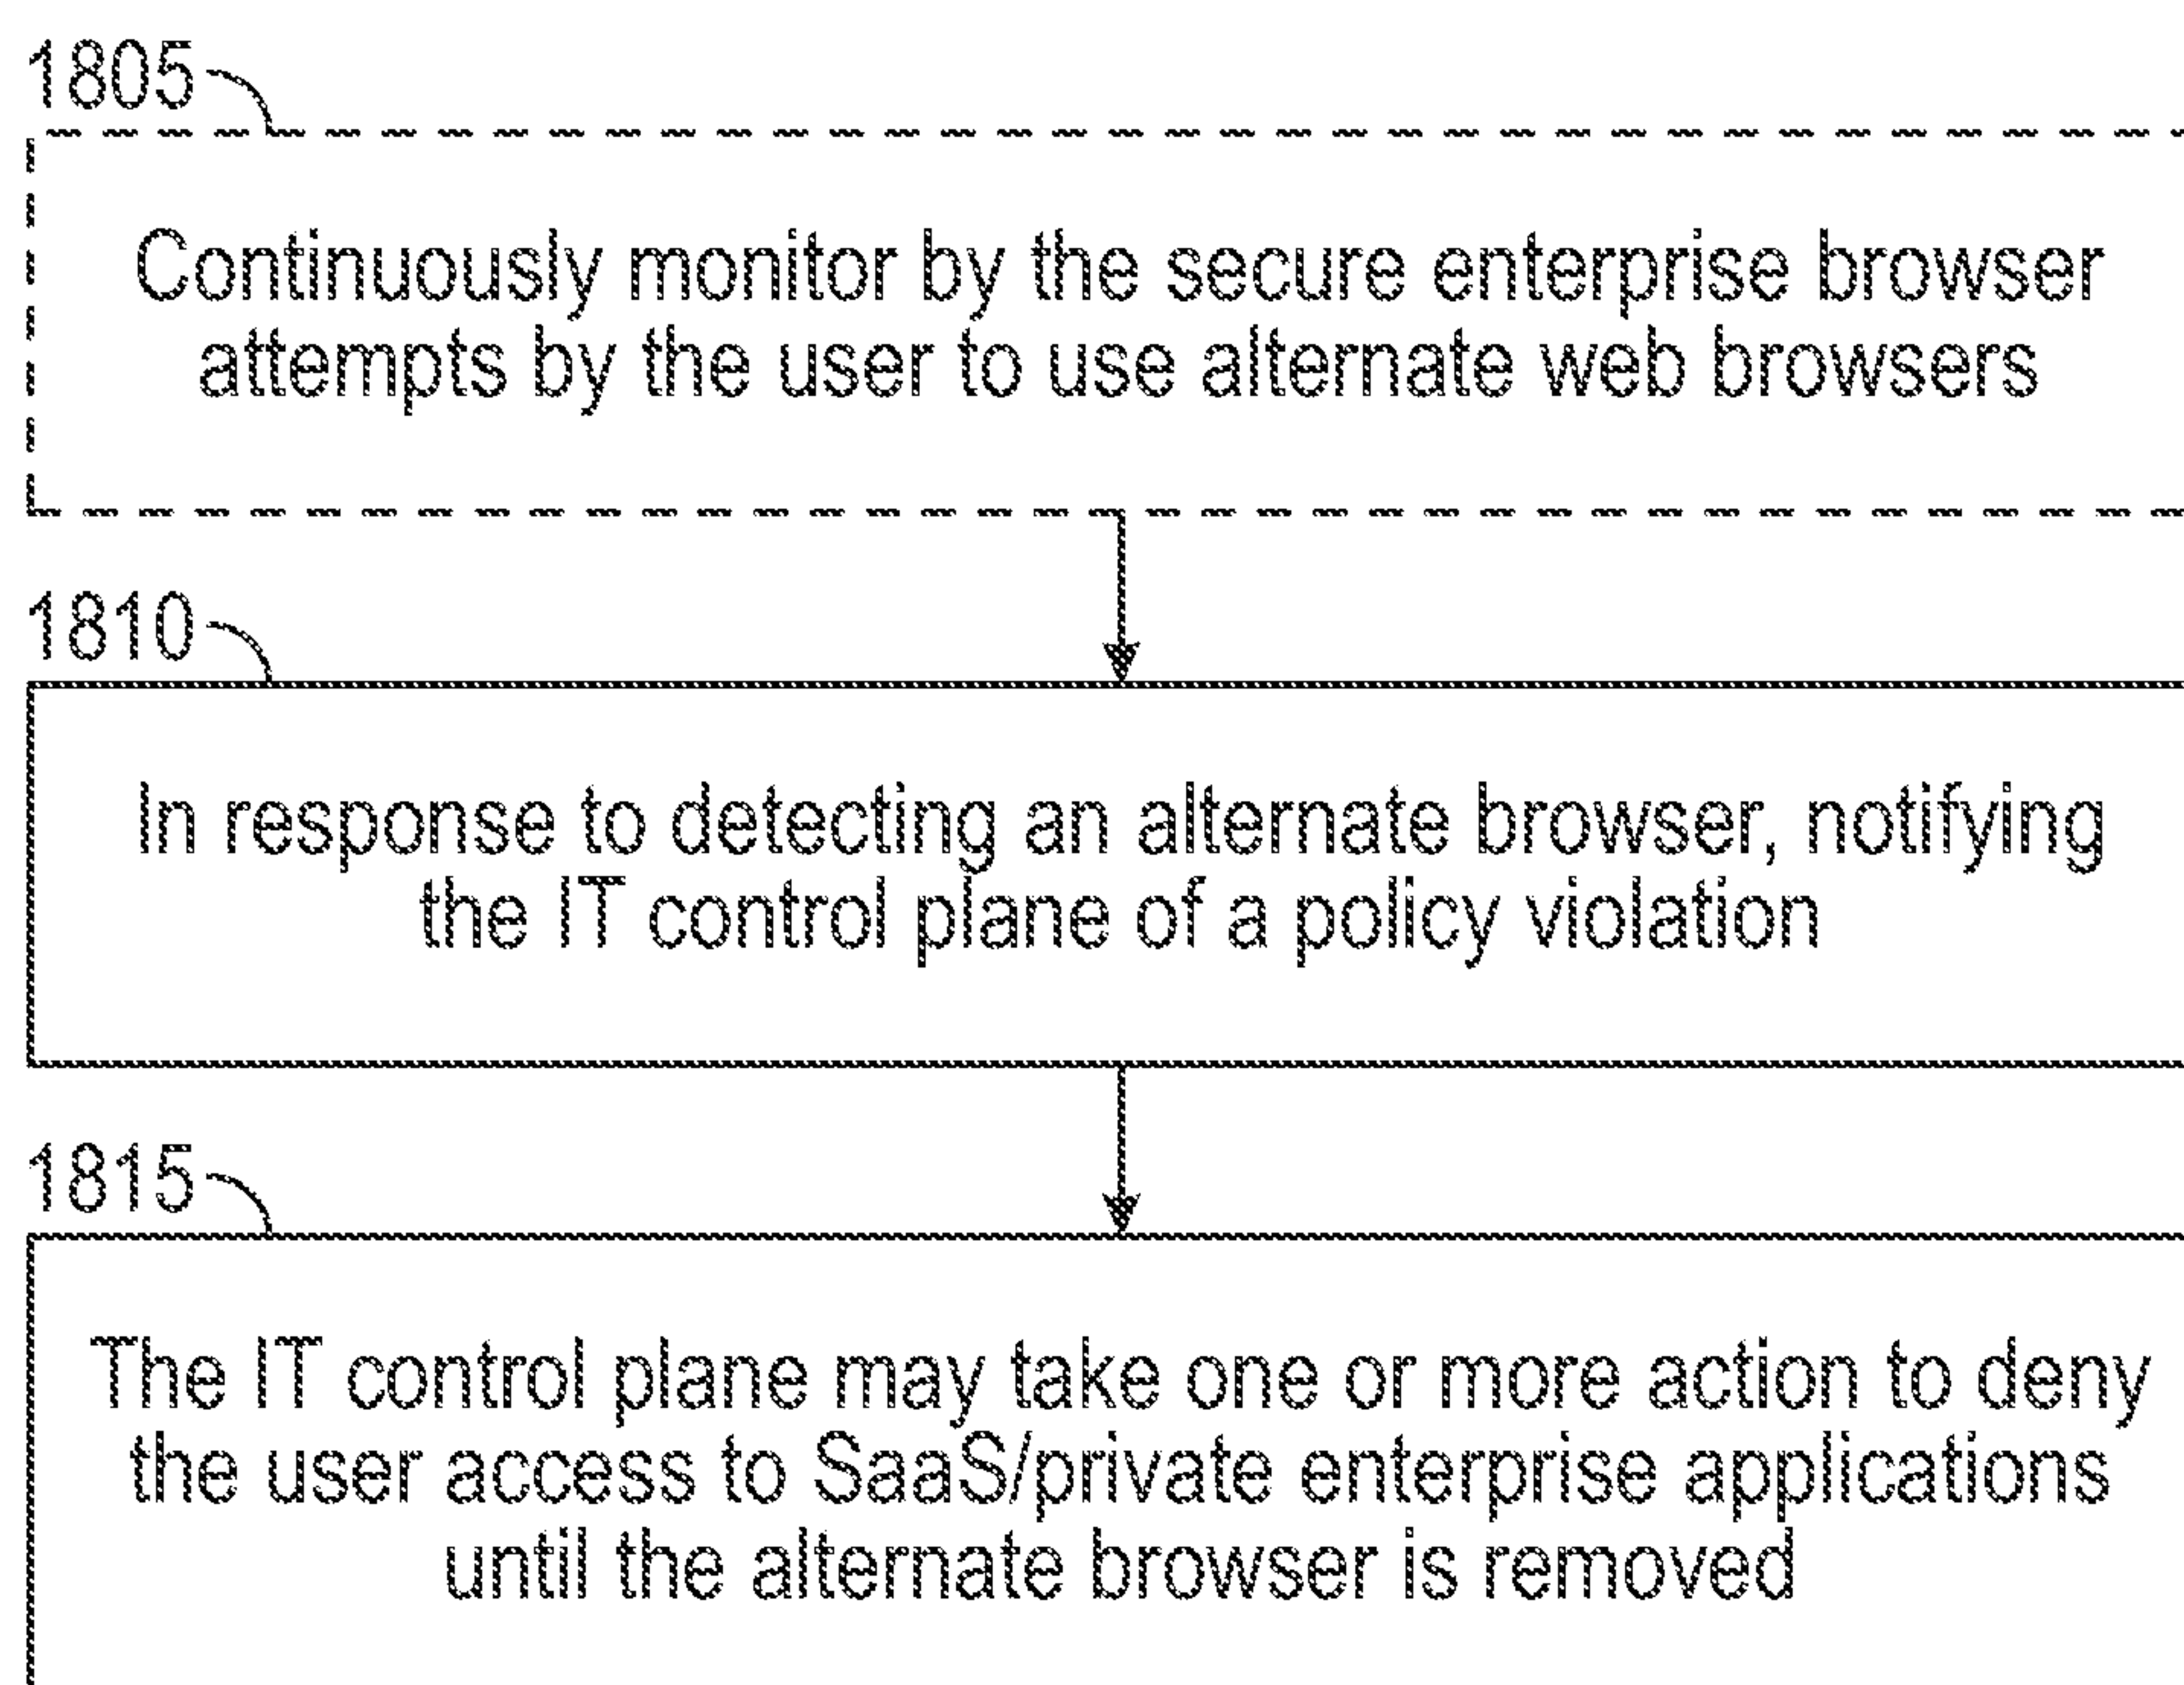 1805
Continuously monitor by the secure enterprise browser
attempts by the user to use alternate web browsers
1810
In response to detecting an alternate browser, notifying
the IT control plane of a policy violation
1815
The IT control plane may take one or more action to deny
the user access to SaaS/private enterprise applications
until the alternate browser is removed